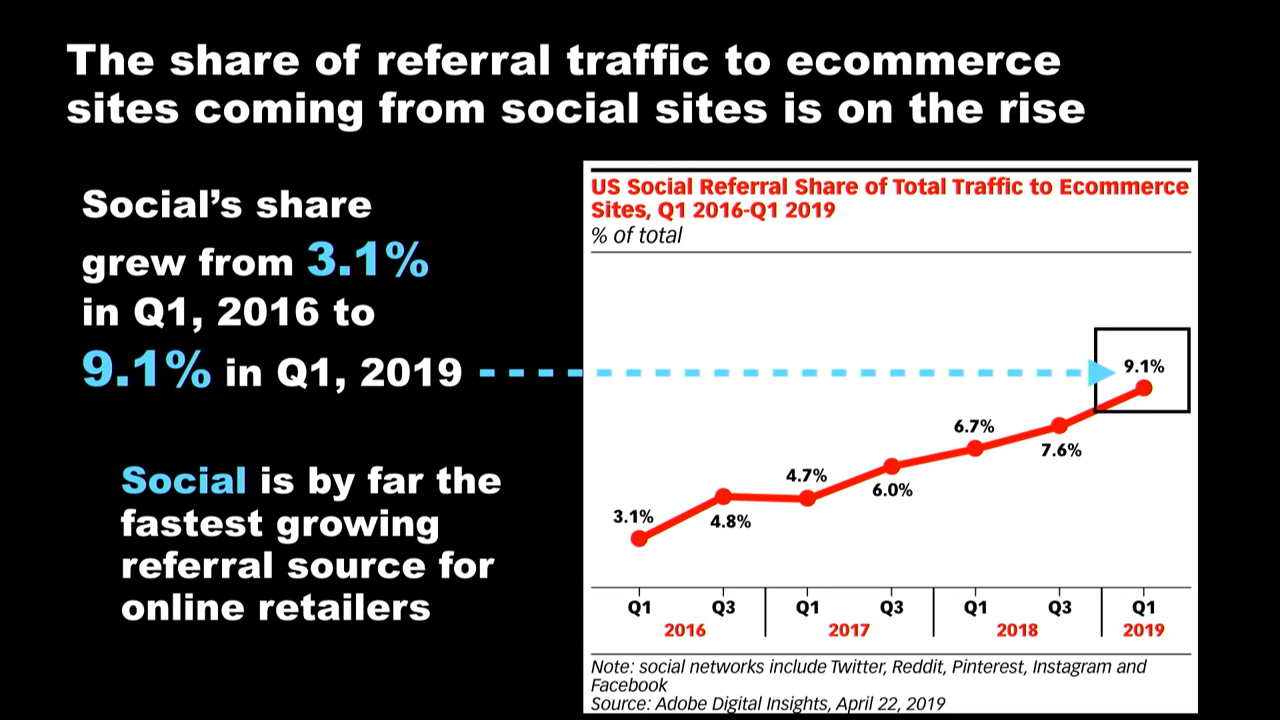 The share of referral traffic to ecommerce
sites coming from social sites is on the rise
Social's share
grew from 3.1%
in Q1, 2016 to
9.1% in Q1, 2019
Social is by far the
fastest growing
referral source for
online retailers
US Social Referral Share of Total Traffic to Ecommerce
Sites, Q1 2016-Q1 2019
% of total
3.1%
4.8%
4.7%
6.0%
6.7%
7.6%
9.1%
Q1 Q3 Q1 Q3 Q1 Q3 Q1
2016 2017 2018 2019
Note: social networks include Twitter, Reddit, Pinterest, Instagram and
Facebook
Source: Adobe Digital Insights, April 22, 2019